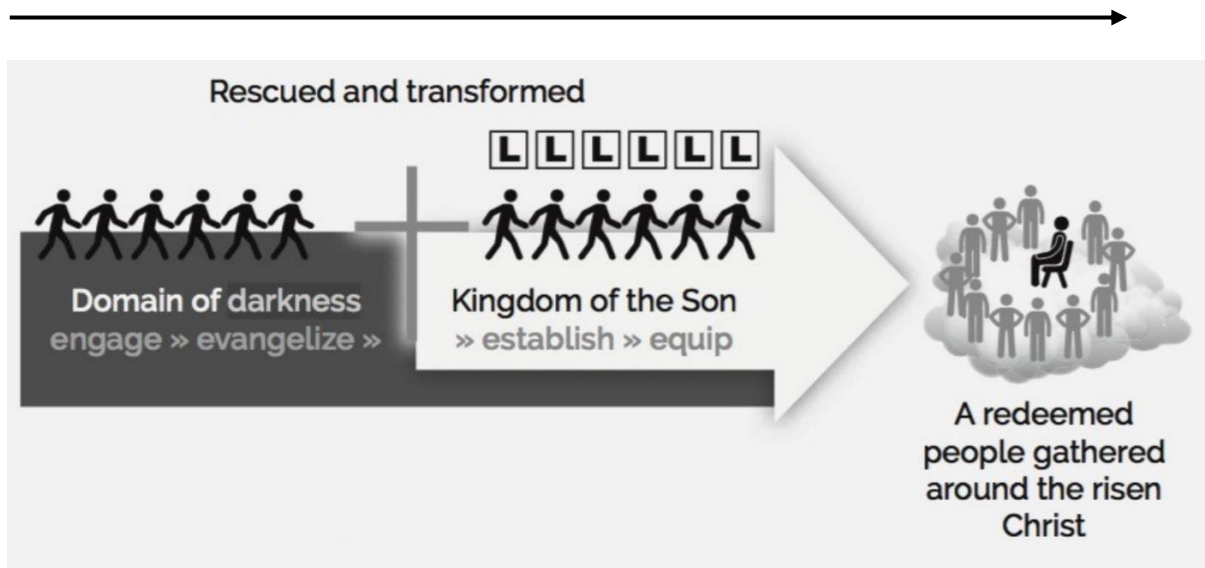 Rescued and transformed
L L L L L L
Domain of darkness
engage » evangelize »
Kingdom of the Son
» establish » equip
A redeemed
people gathered
around the risen
Christ